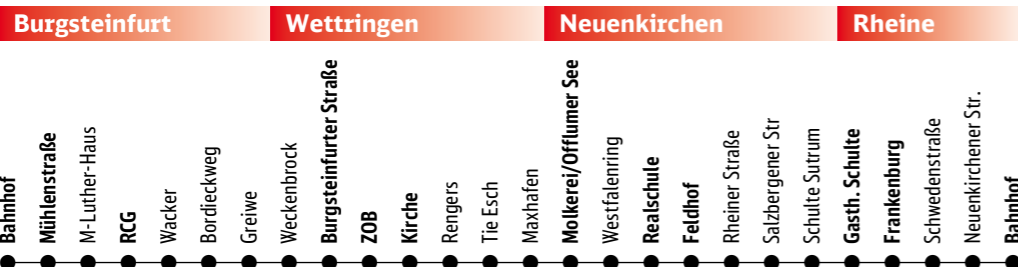 Burgsteinfurt
Wettringen
Neuenkirchen
Rheine
Bahnhof
Mühlenstraße
M-Luther-Haus
RCG
Wacker
Bordieckweg
Greiwe
Weckenbrock
Burgsteinfurter Straße
ZOB
Kirche
Rengers
Tie Esch
Maxhafen
Molkerei/Offlumer See
Westfalenring
Realschule
Feldhof
Rheiner Straße
Salzbergener Str
Schulte Sutrum
Gasth. Schulte
Frankenburg
Schwedenstraße
Neuenkirchener Str.
Bahnhof